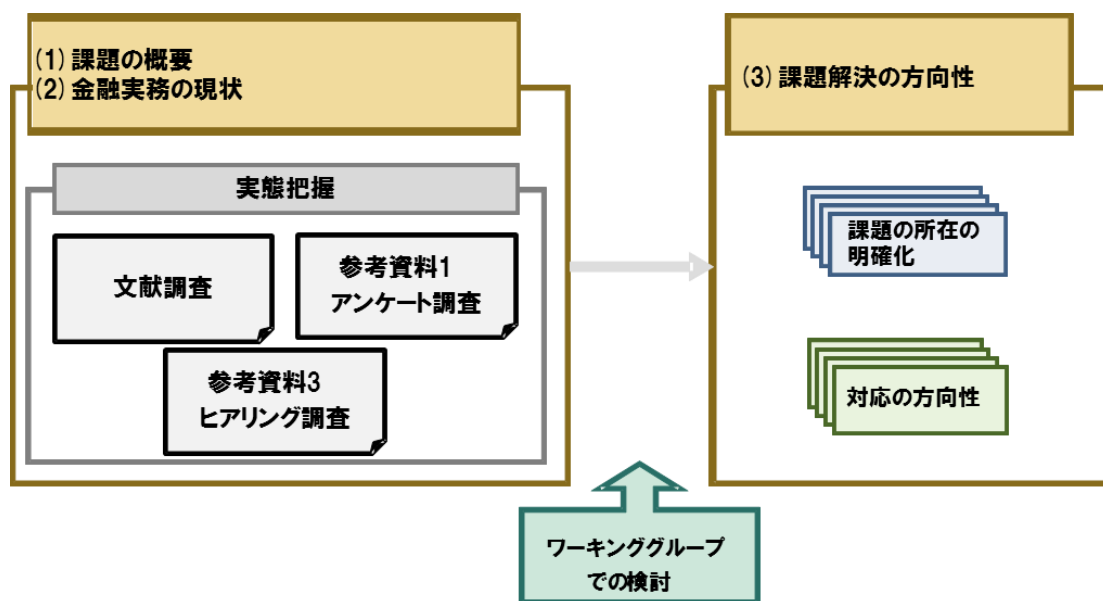 (1) 課題の概要
(2) 金融実務の現状
実態把握
文献調査
参考資料1
アンケート調査
参考資料3
ヒアリング調査
(3) 課題解決の方向性
課題の所在の
明確化
対応の方向性
ワーキンググループ
での検討